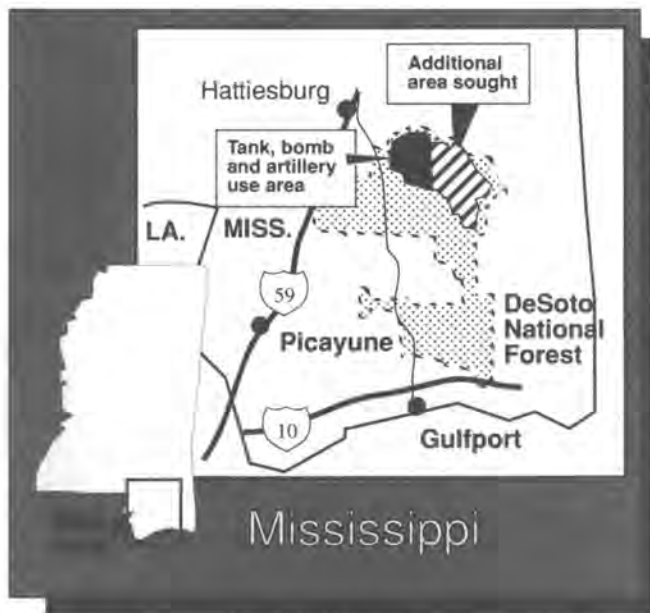 Additional
area sought
Hattiesburg
Tank, bomb
and artillery
use area
LA.
MISS.
59
Picayune
DeSoto
National
Forest
10
Gulfport
Mississippi